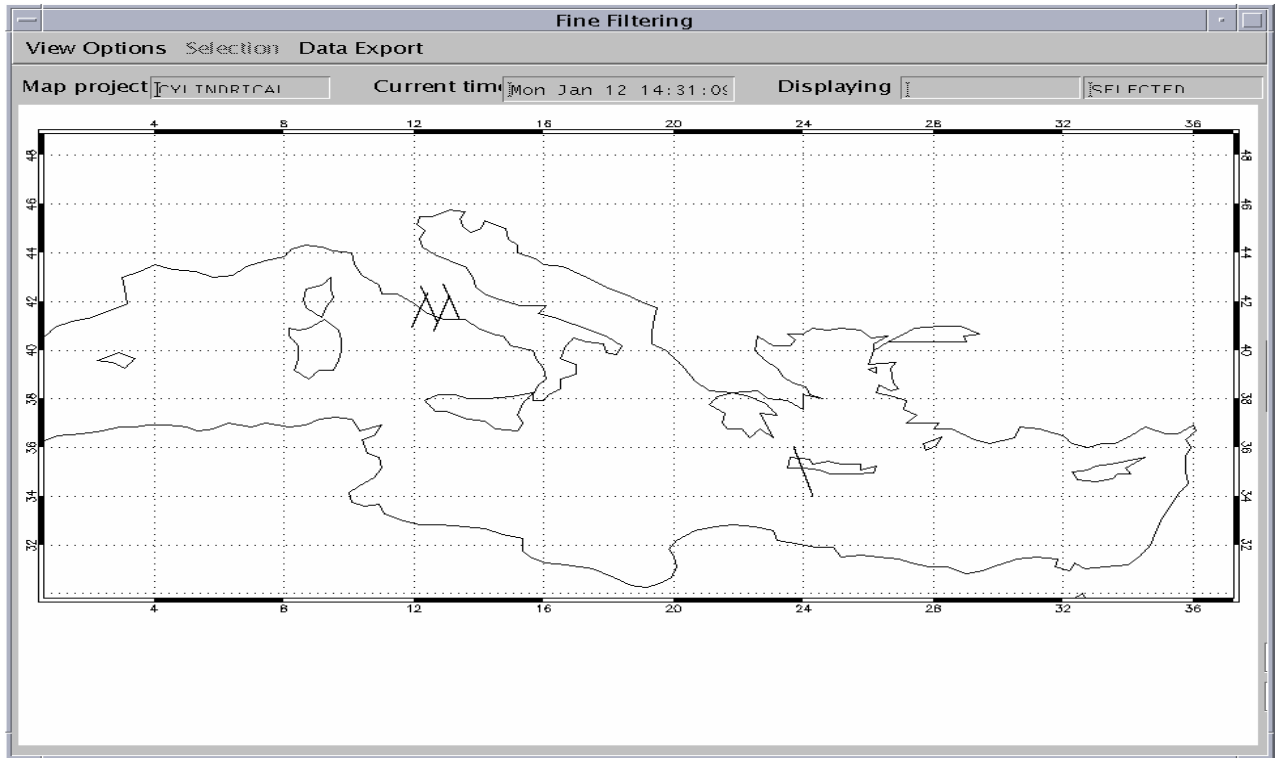 Fine Filtering
View Options Selection Data Export
Map project CYLINDRICAL Current time Mon Jan 12 14:31:09 Displaying SELECTED
4 8 12 16 20 24 28 32 36
48 48
46 46
44 44
42 42
40 40
38 38
36 36
34 34
32 32
4 8 12 16 20 24 28 32 36